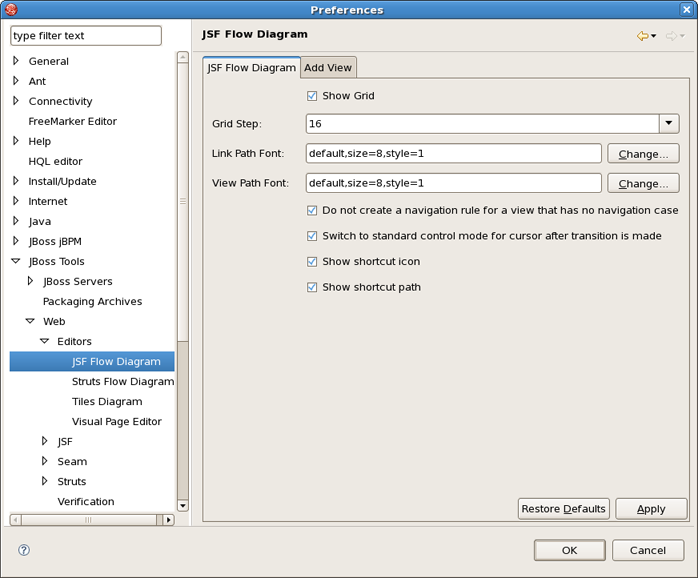 Preferences
type filter text
General
Ant
Connectivity
FreeMarker Editor
Help
HQL editor
Install/Update
Internet
Java
JBoss jBPM
JBoss Tools
JBoss Servers
Packaging Archives
Web
Editors
JSF Flow Diagram
Struts Flow Diagram
Tiles Diagram
Visual Page Editor
JSF
Seam
Struts
Verification
JSF Flow Diagram
JSF Flow Diagram Add View
Show Grid
Grid Step: 16
Link Path Font: default,size=8,style=1 Change...
View Path Font: default,size=8,style=1 Change...
Do not create a navigation rule for a view that has no navigation case
Switch to standard control mode for cursor after transition is made
Show shortcut icon
Show shortcut path
Restore Defaults Apply
? OK Cancel